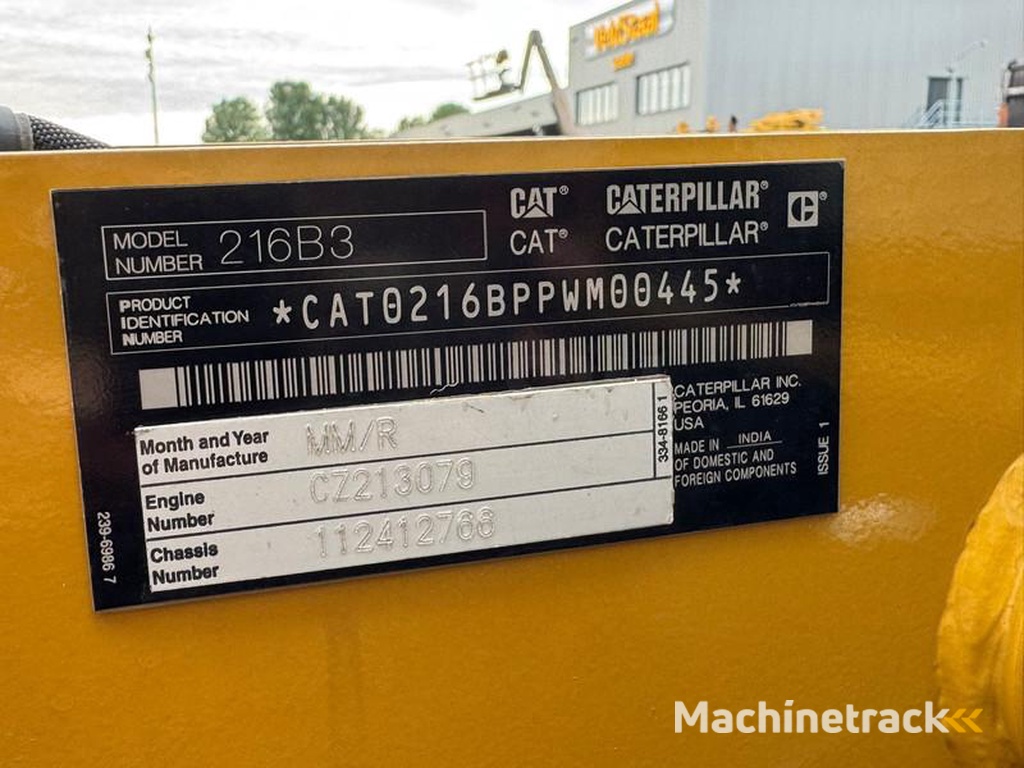 MODEL
NUMBER 216B3
CAT® CATERPILLAR®
CAT® CATERPILLAR®
PRODUCT
IDENTIFICATION
NUMBER
*CAT0216BPPWM00445*
Month and Year
of Manufacture
MM/R
Engine
Number
CZ213079
Chassis
Number
112412768
334-8166 1
CATERPILLAR INC.
PEORIA, IL 61629
USA
MADE IN INDIA
OF DOMESTIC AND
FOREIGN COMPONENTS
ISSUE 1
239-6986 7
Machinetrack